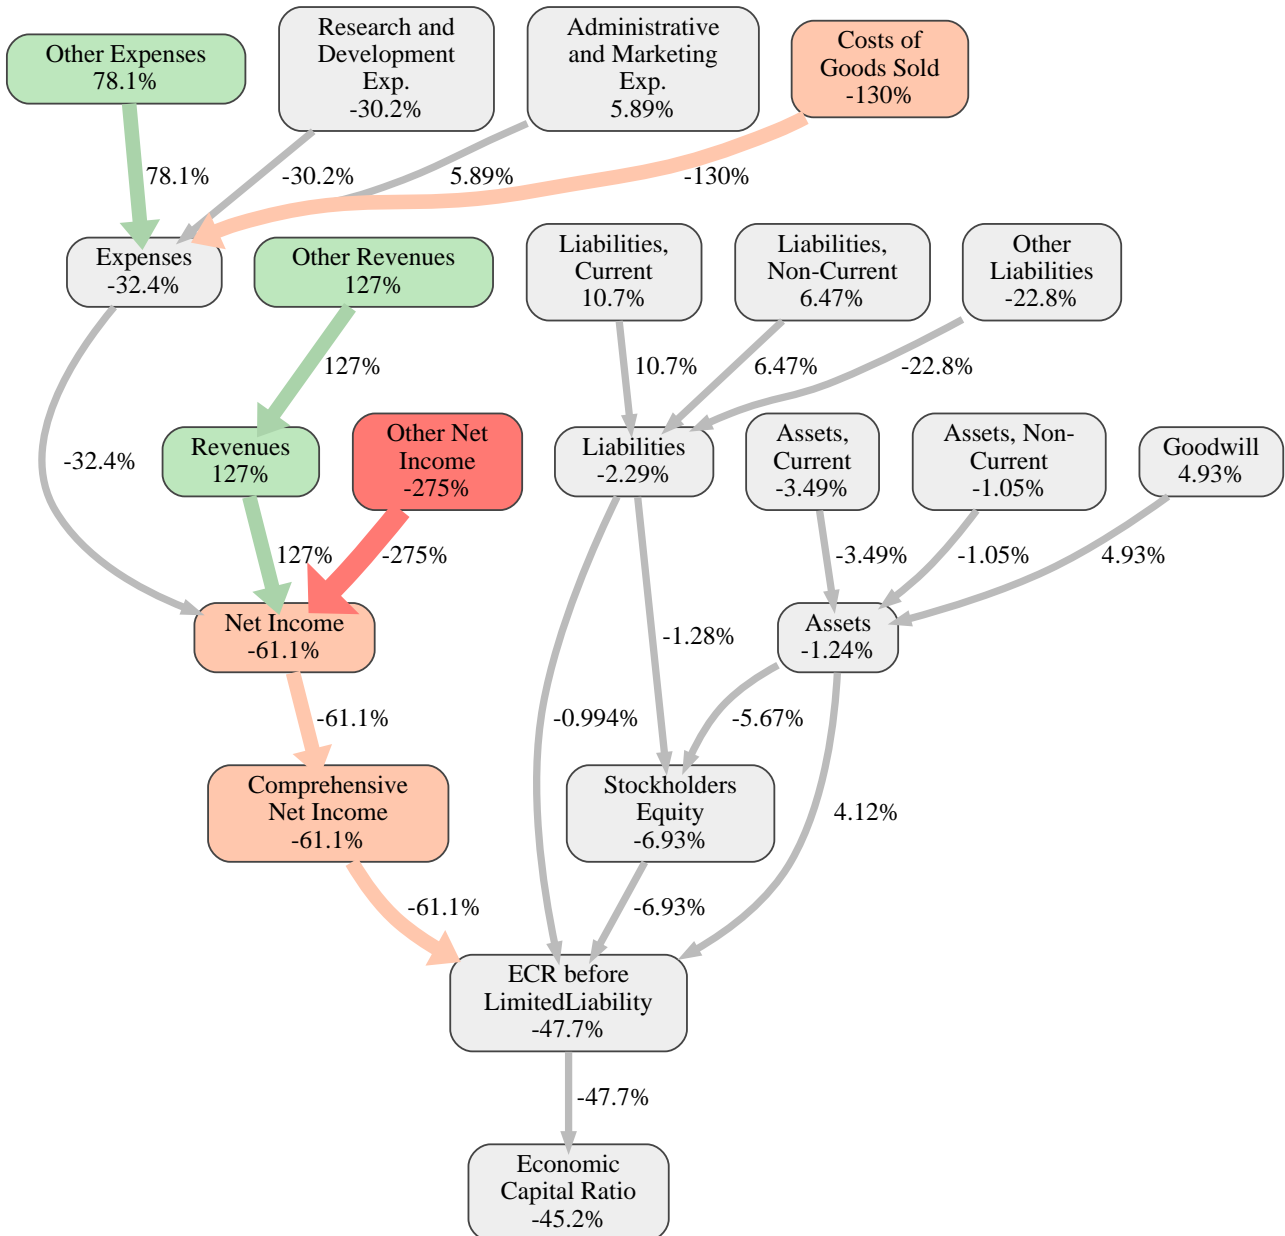 Other Expenses
78.1%
Research and
Development
Exp.
-30.2%
Administrative
and Marketing
Exp.
5.89%
Costs of
Goods Sold
-130%
78.1%
-30.2%
5.89%
-130%
Expenses
-32.4%
Other Revenues
127%
Liabilities,
Current
10.7%
Liabilities,
Non-Current
6.47%
Other
Liabilities
-22.8%
127%
10.7%
6.47%
-22.8%
-32.4%
Revenues
127%
Other Net
Income
-275%
Liabilities
-2.29%
Assets,
Current
-3.49%
Assets, Non-
Current
-1.05%
Goodwill
4.93%
127%
-275%
-3.49%
-1.05%
4.93%
Net Income
-61.1%
-1.28%
Assets
-1.24%
-61.1%
-0.994%
-5.67%
Comprehensive
Net Income
-61.1%
Stockholders
Equity
-6.93%
4.12%
-61.1%
-6.93%
ECR before
LimitedLiability
-47.7%
-47.7%
Economic
Capital Ratio
-45.2%